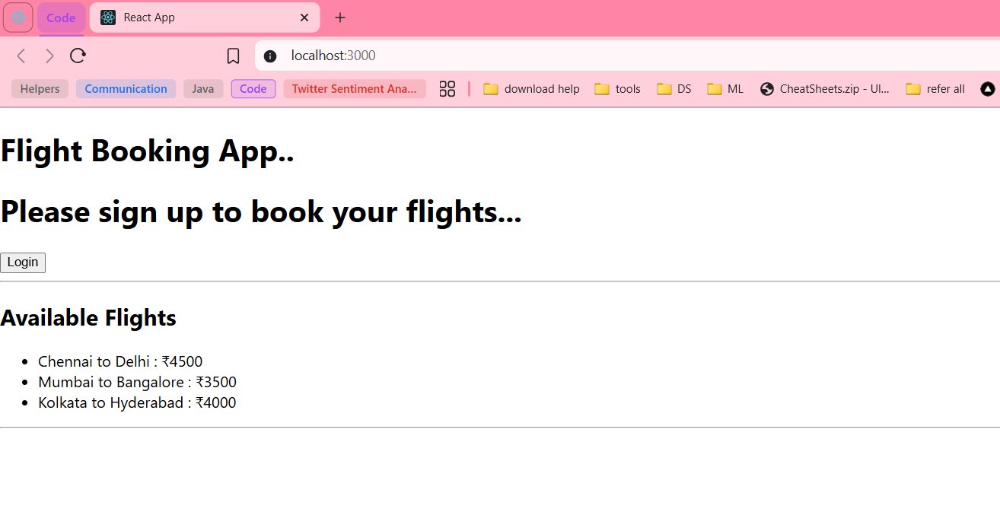 Code
React App
localhost:3000
Helpers Communication Java Code Twitter Sentiment Ana... download help tools DS ML CheatSheets.zip - UI... refer all
Flight Booking App..
Please sign up to book your flights...
Login
Available Flights
Chennai to Delhi : ₹4500
Mumbai to Bangalore : ₹3500
Kolkata to Hyderabad : ₹4000